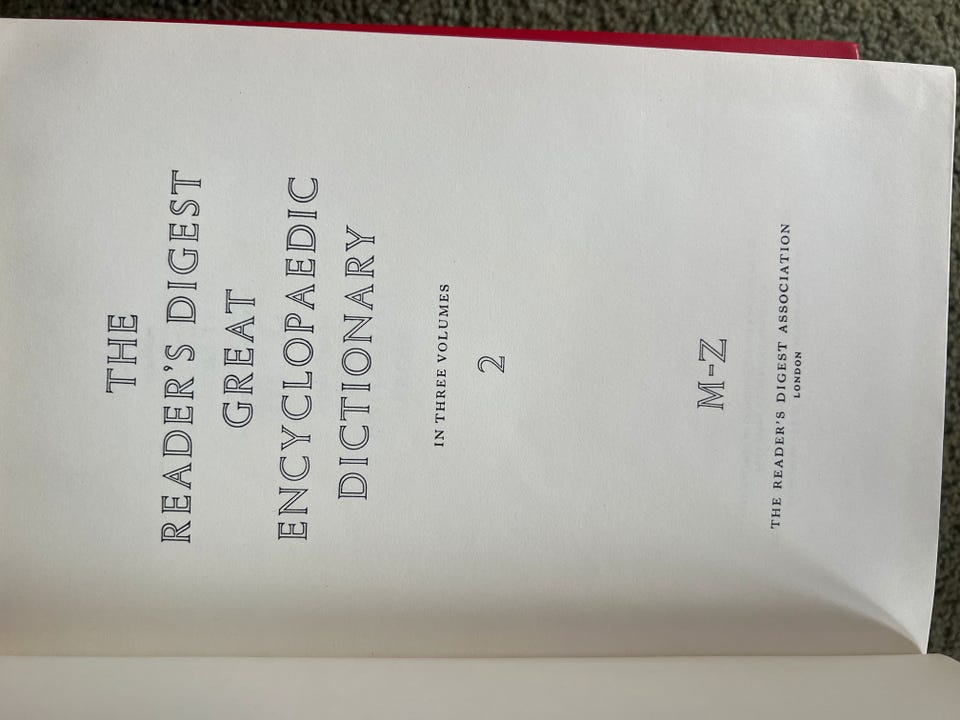 THE
READER'S DIGEST
GREAT
ENCYCLOPAEDIC
DICTIONARY
IN THREE VOLUMES
2
M-Z
THE READER'S DIGEST ASSOCIATION
LONDON